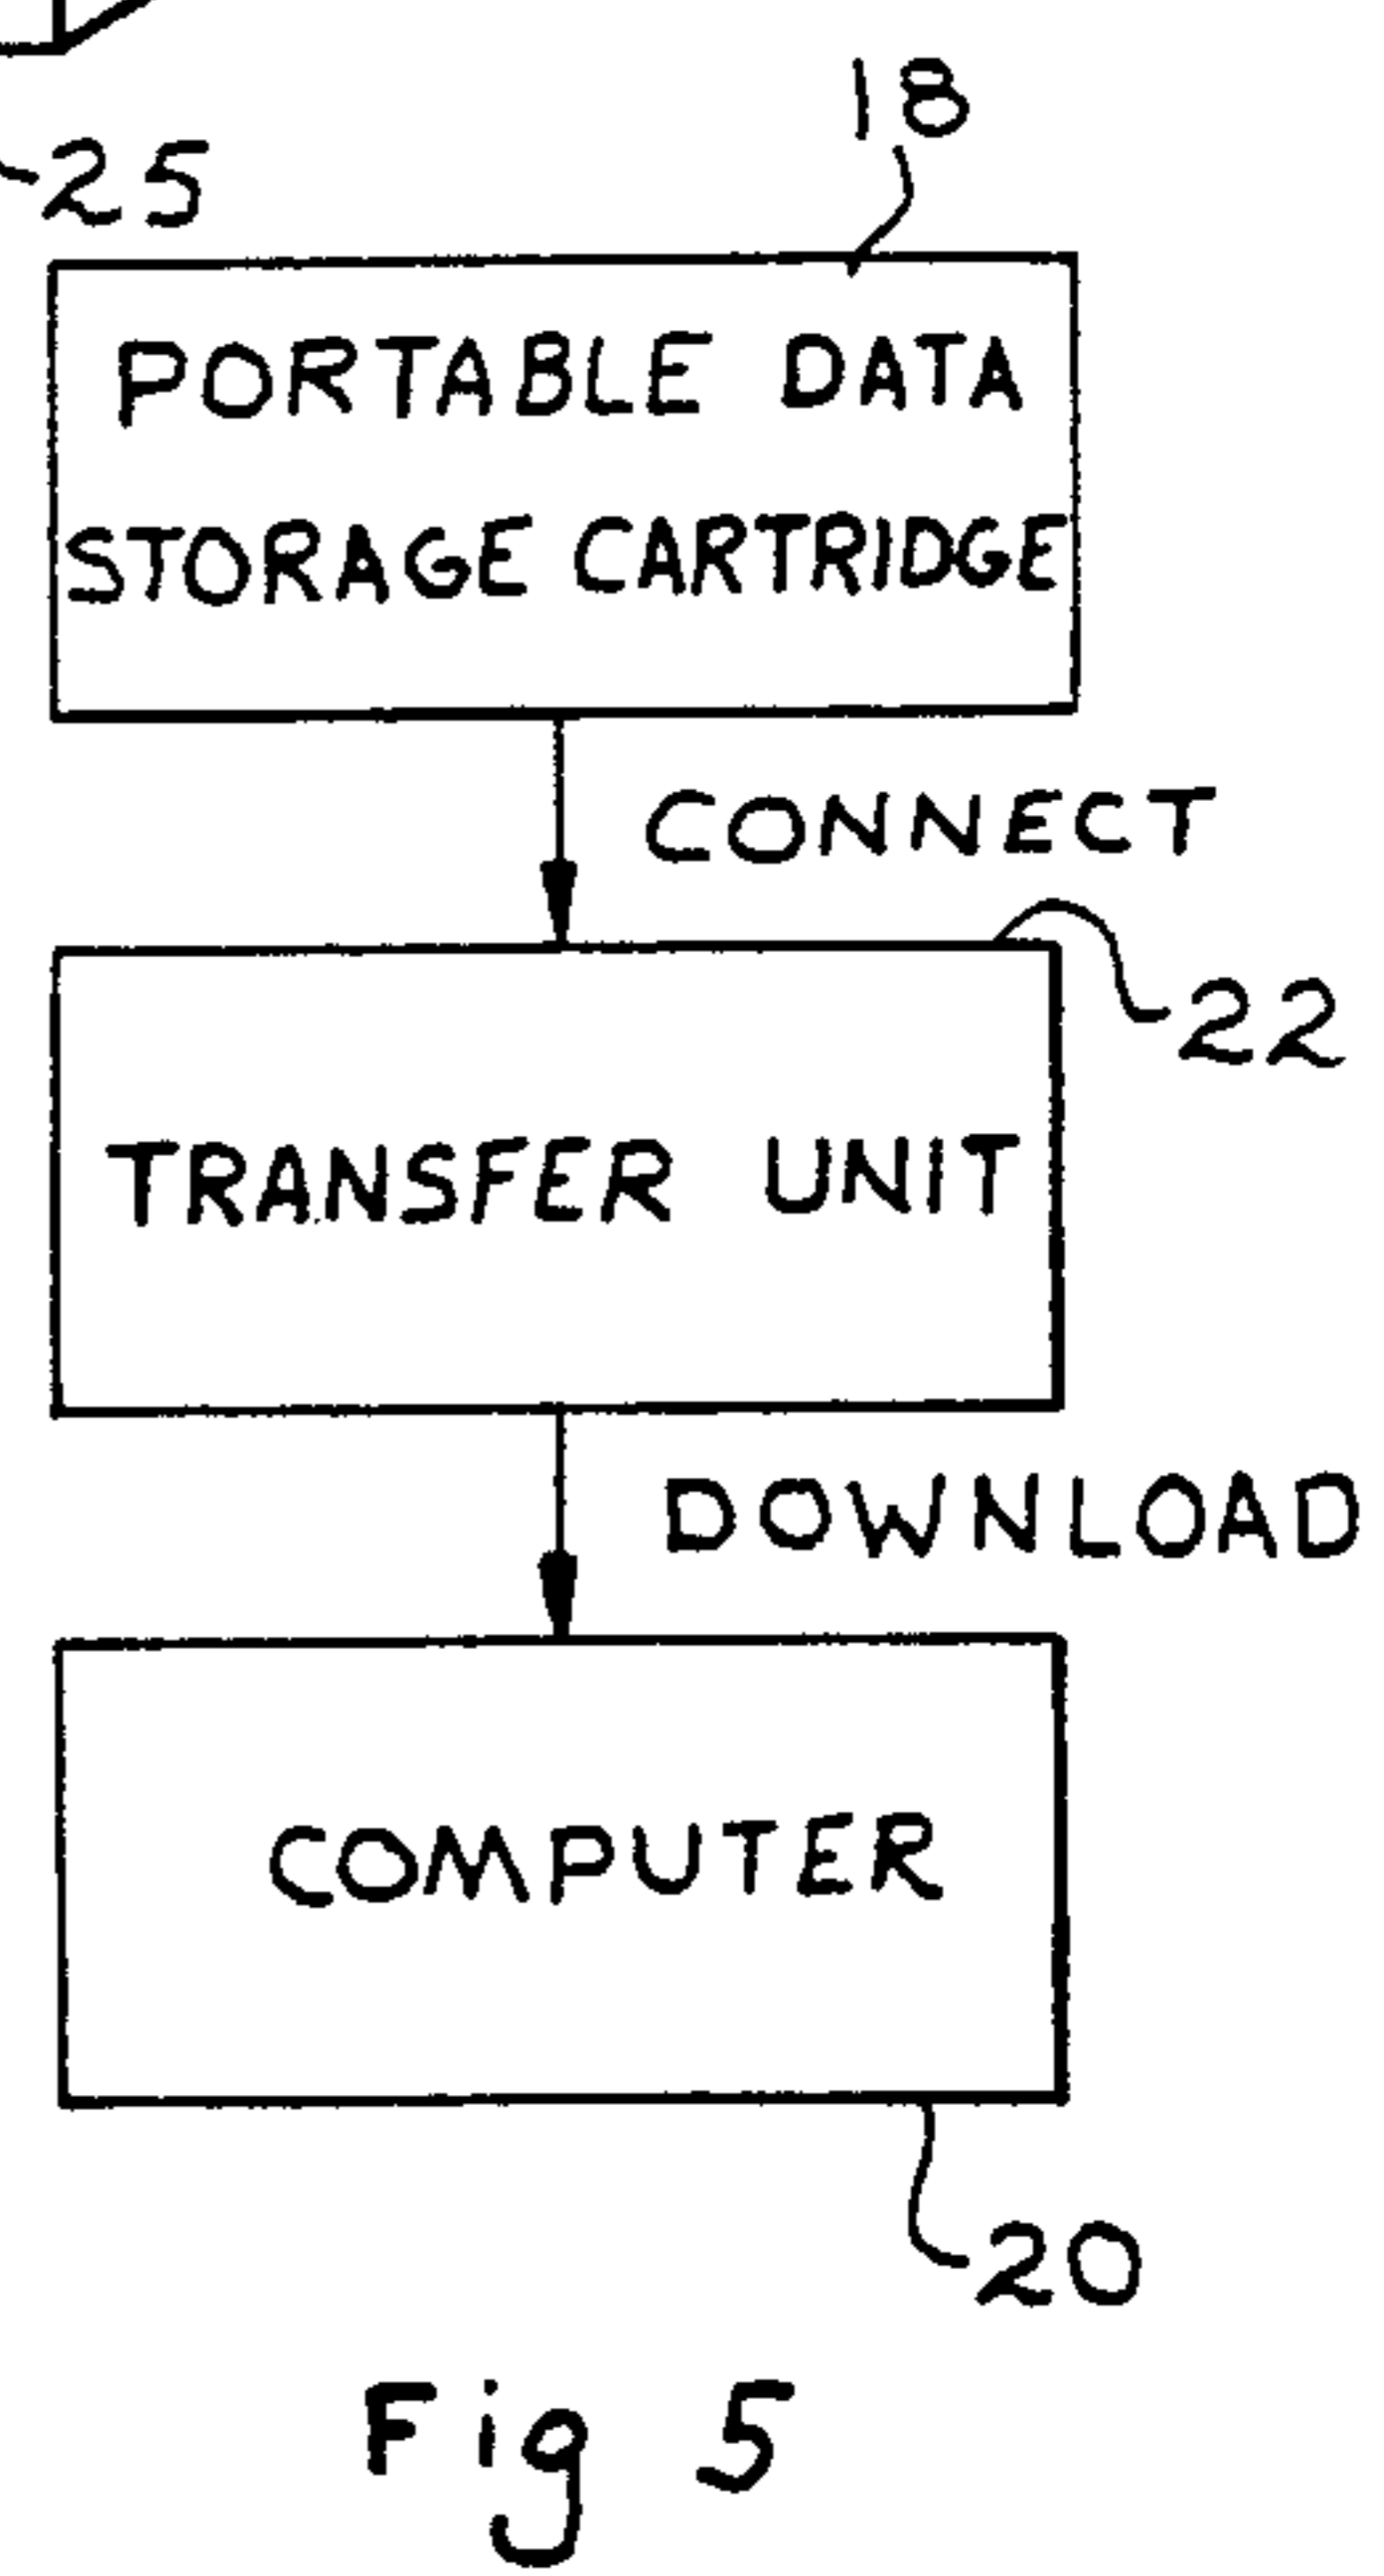 18
25
PORTABLE DATA
STORAGE CARTRIDGE
CONNECT
22
TRANSFER UNIT
DOWNLOAD
COMPUTER
20
Fig 5